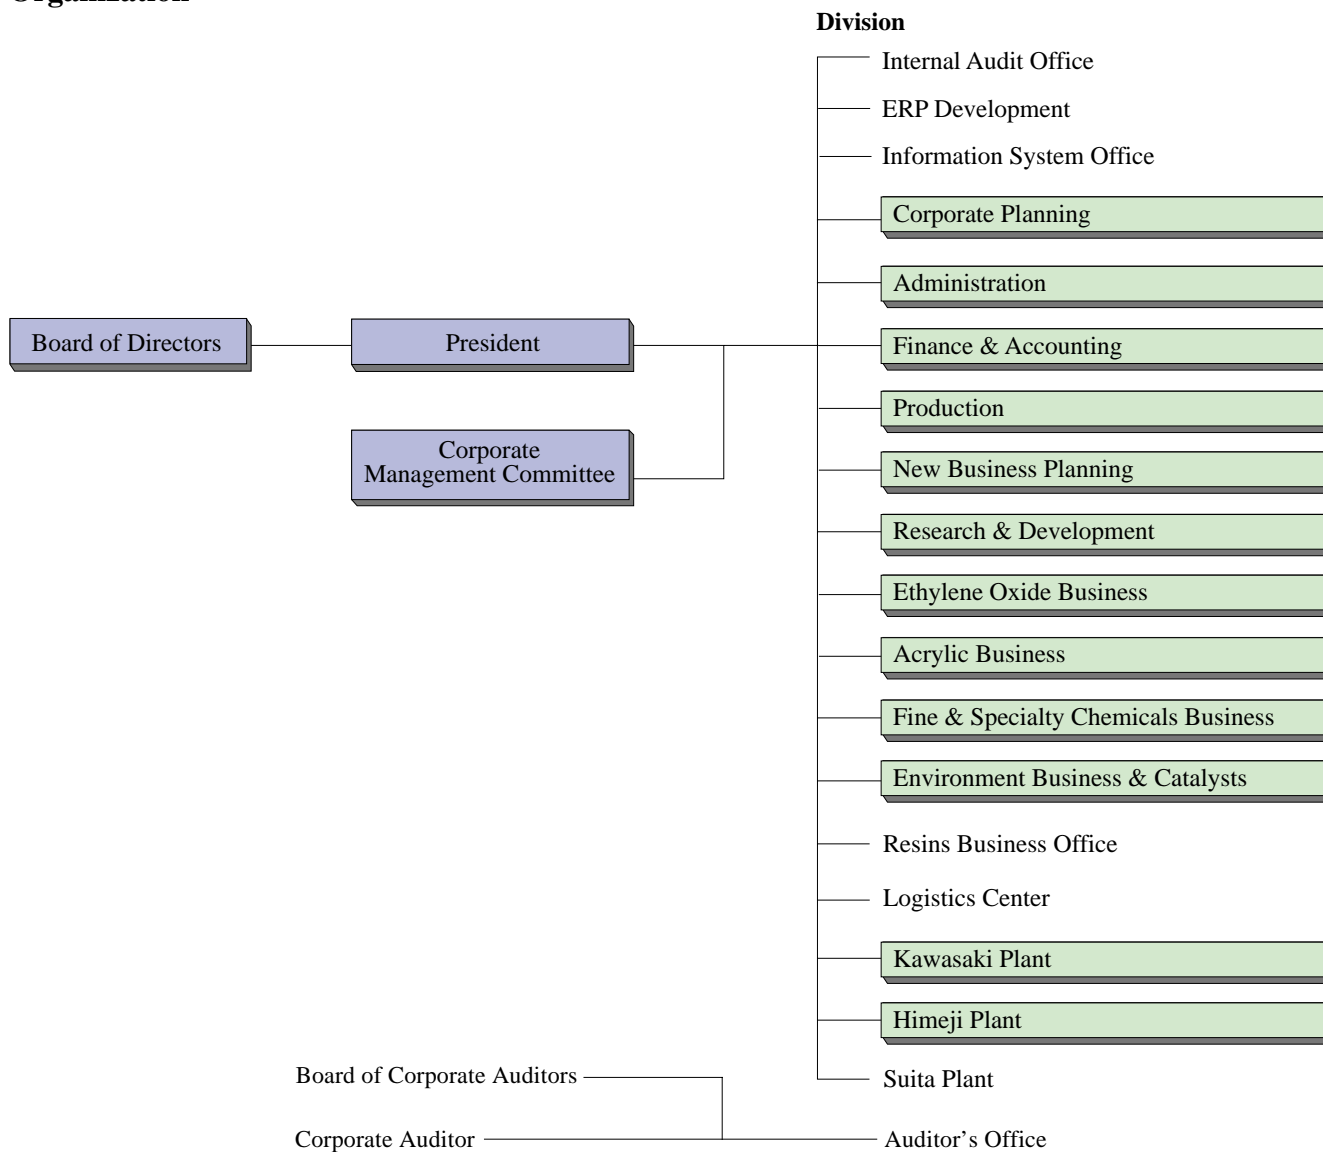 Organization
Division
Internal Audit Office
ERP Development
Information System Office
Corporate Planning
Administration
Board of Directors
President
Finance & Accounting
Production
Corporate
Management Committee
New Business Planning
Research & Development
Ethylene Oxide Business
Acrylic Business
Fine & Specialty Chemicals Business
Environment Business & Catalysts
Resins Business Office
Logistics Center
Kawasaki Plant
Himeji Plant
Board of Corporate Auditors
Suita Plant
Corporate Auditor
Auditor’s Office